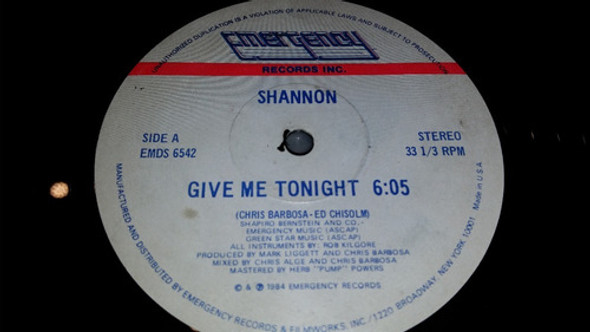 UNAUTHORIZED DUPLICATION IS A VIOLATION OF APPLICABLE LAWS AND SUBJECT TO PROSECUTION.
Emergency
RECORDS INC.
SHANNON
SIDE A
EMDS 6542
STEREO
33 1/3 RPM
GIVE ME TONIGHT 6:05
(CHRIS BARBOSA-ED CHISOLM)
SHAPIRO BERNSTEIN AND CO.-
EMERGENCY MUSIC (ASCAP)
GREEN STAR MUSIC (ASCAP)
ALL INSTRUMENTS BY: ROB KILGORE
PRODUCED BY MARK LIGGETT AND CHRIS BARBOSA
MIXED BY CHRIS ALGE AND CHRIS BARBOSA
MASTERED BY HERB "PUMP" POWERS
© & ℗ 1984 EMERGENCY RECORDS
MANUFACTURED AND DISTRIBUTED BY EMERGENCY RECORDS & FILMWORKS, INC/1220 BROADWAY, NEW YORK 10001 Made in U.S.A